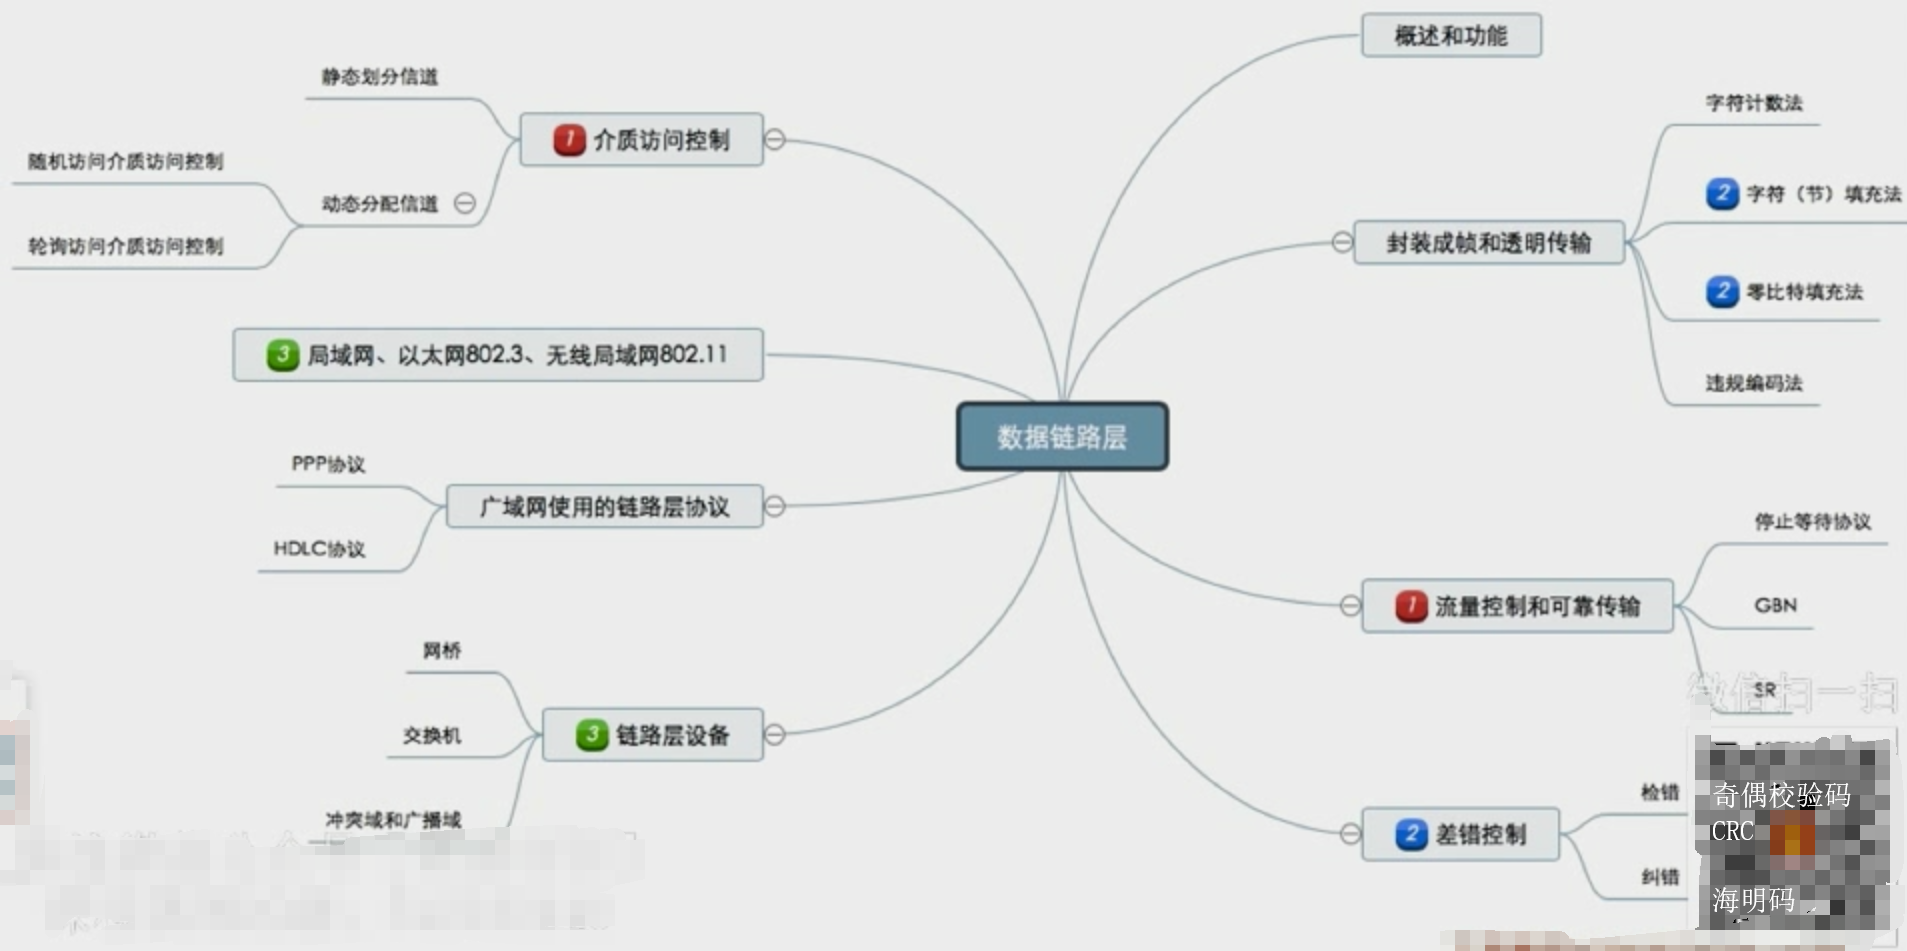 概述和功能
静态划分信道
1 介质访问控制
随机访问介质访问控制
动态分配信道
轮询访问介质访问控制
字符计数法
2 字符（节）填充法
封装成帧和透明传输
2 零比特填充法
违规编码法
3 局域网、以太网802.3、无线局域网802.11
数据链路层
PPP协议
广域网使用的链路层协议
HDLC协议
停止等待协议
1 流量控制和可靠传输
GBN
SR
微信扫一扫
网桥
3 链路层设备
交换机
冲突域和广播域
检错
奇偶校验码
CRC
2 差错控制
纠错
海明码